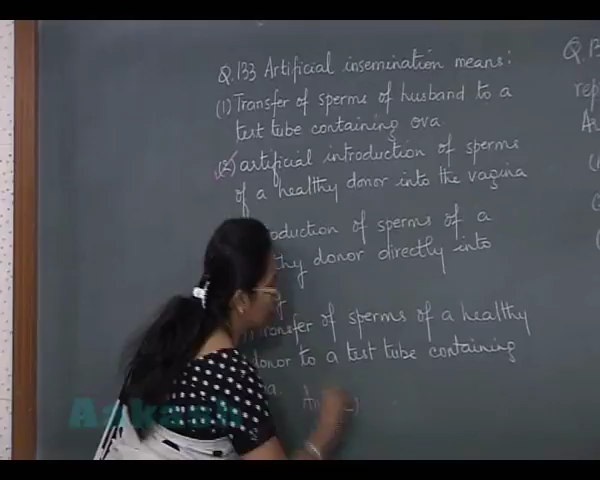 Q.133 Artificial insemination means:
(1) Transfer of sperms of husband to a
test tube containing ova
(2) artificial introduction of sperms
of a healthy donor into the vagina
oduction of sperms of a
thy donor directly into
Transfer of sperms of a healthy
donor to a test tube containing
Q.13
rep
Aakash